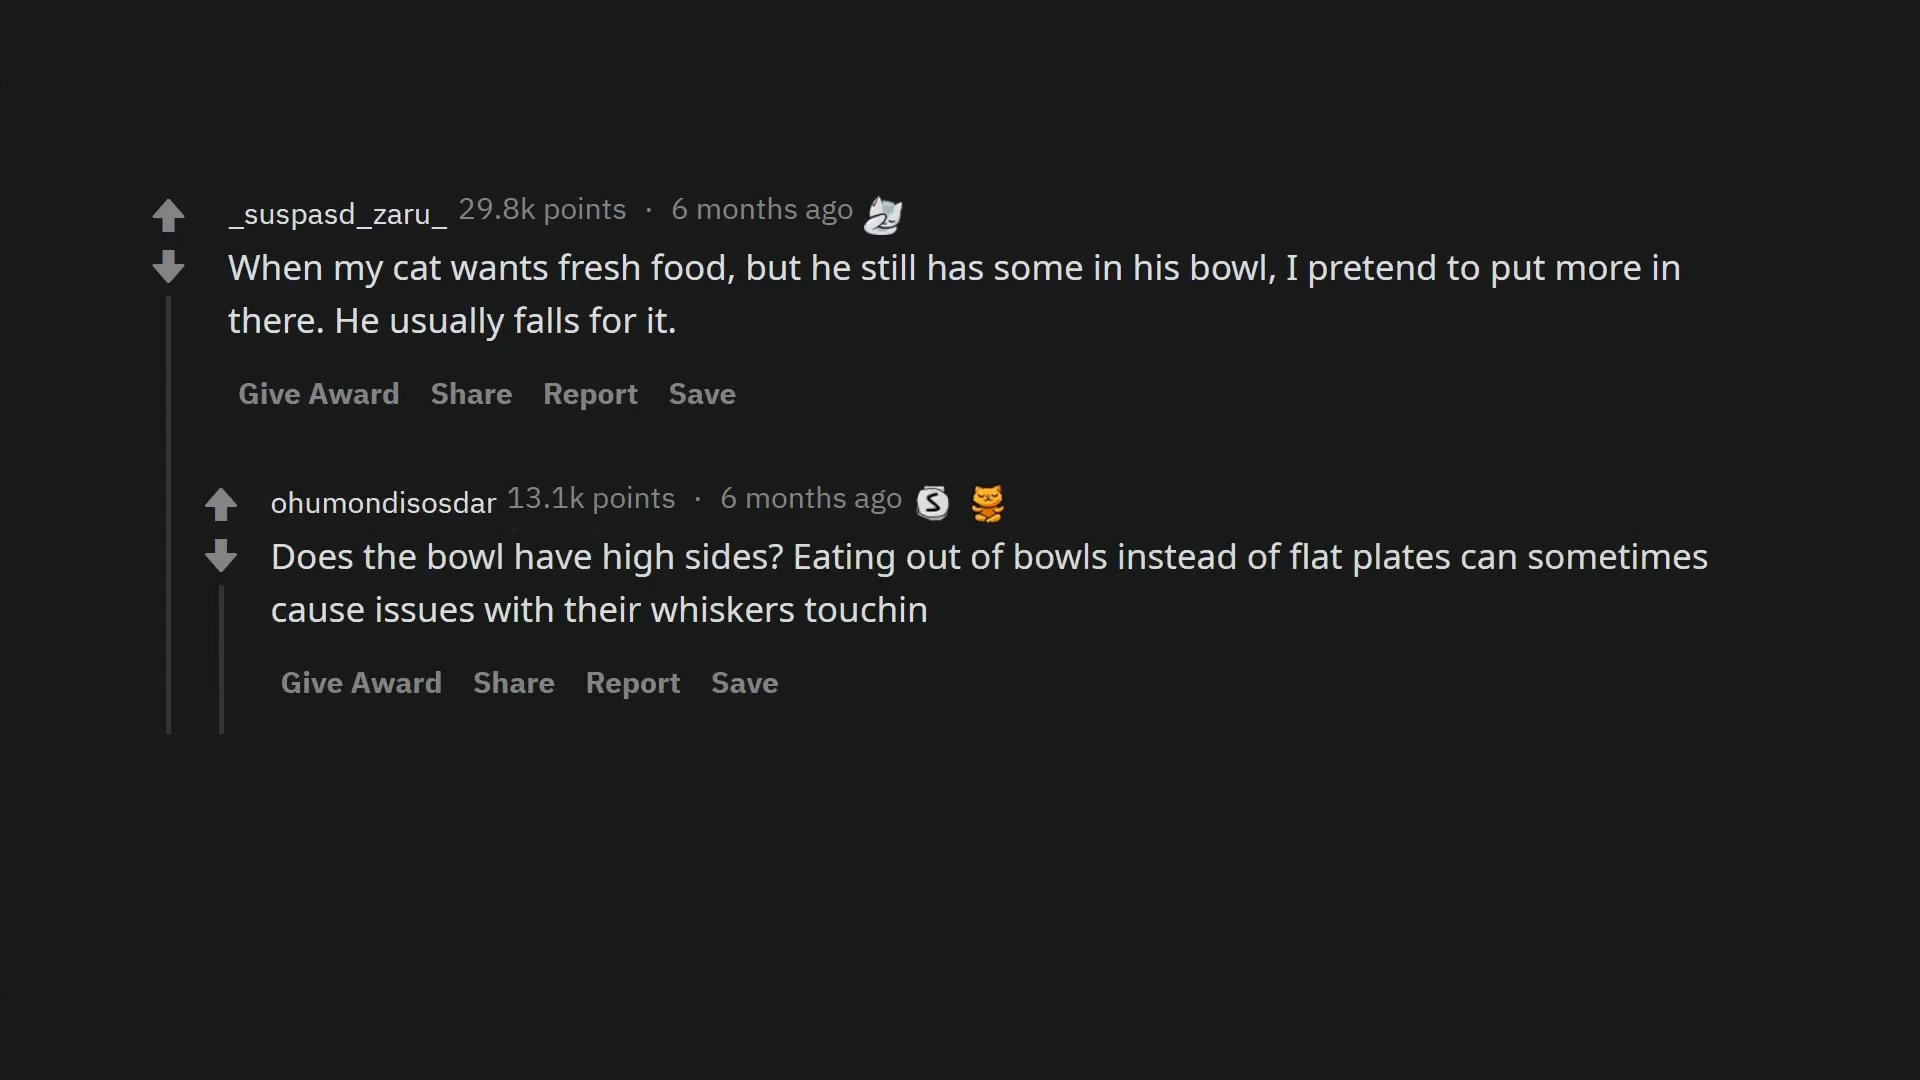 _suspasd_zaru_ 29.8k points · 6 months ago
When my cat wants fresh food, but he still has some in his bowl, I pretend to put more in
there. He usually falls for it.
Give Award Share Report Save
ohumondisosdar 13.1k points · 6 months ago S
Does the bowl have high sides? Eating out of bowls instead of flat plates can sometimes
cause issues with their whiskers touchin
Give Award Share Report Save